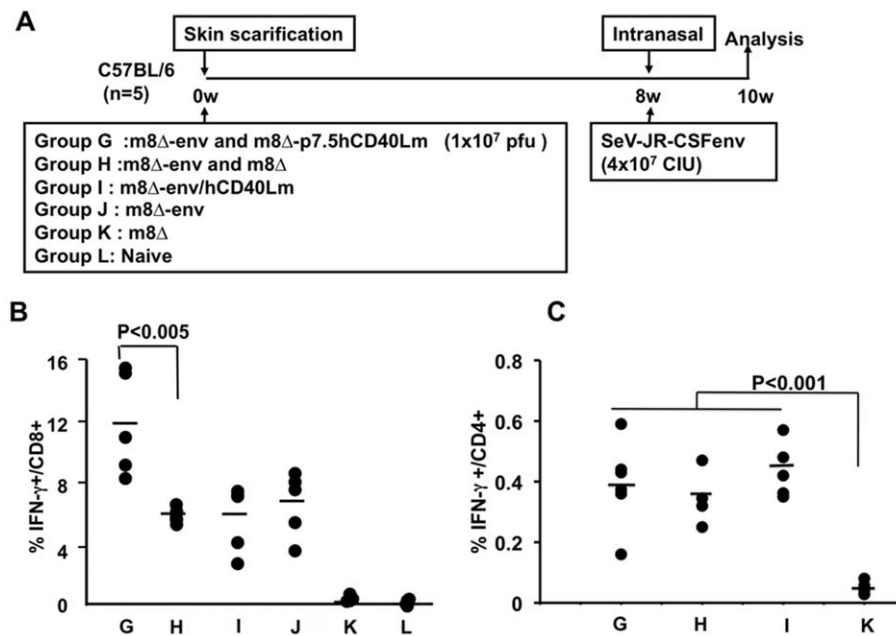 A
Skin scarification
Intranasal
Analysis
C57BL/6
(n=5)
0w
8w
10w
Group G :m8Δ-env and m8Δ-p7.5hCD40Lm (1x10⁷ pfu )
Group H :m8Δ-env and m8Δ
Group I : m8Δ-env/hCD40Lm
Group J : m8Δ-env
Group K : m8Δ
Group L: Naive
SeV-JR-CSFenv
(4x10⁷ CIU)
B
P<0.005
% IFN-γ+/CD8+
16
12
8
4
0
G H I J K L
C
P<0.001
% IFN-γ +/CD4+
0.8
0.6
0.4
0.2
0
G H I K